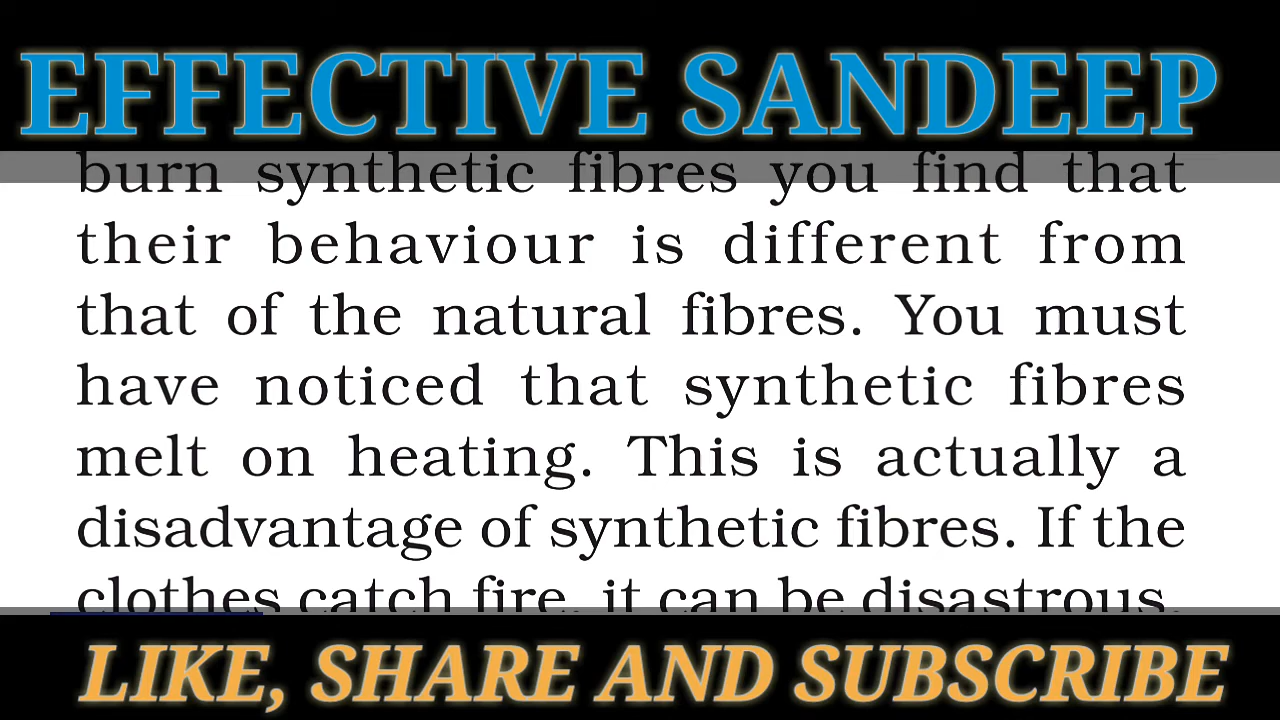 EFFECTIVE SANDEEP
burn synthetic fibres you find that
their behaviour is different from
that of the natural fibres. You must
have noticed that synthetic fibres
melt on heating. This is actually a
disadvantage of synthetic fibres. If the
clothes catch fire, it can be disastrous.
LIKE, SHARE AND SUBSCRIBE